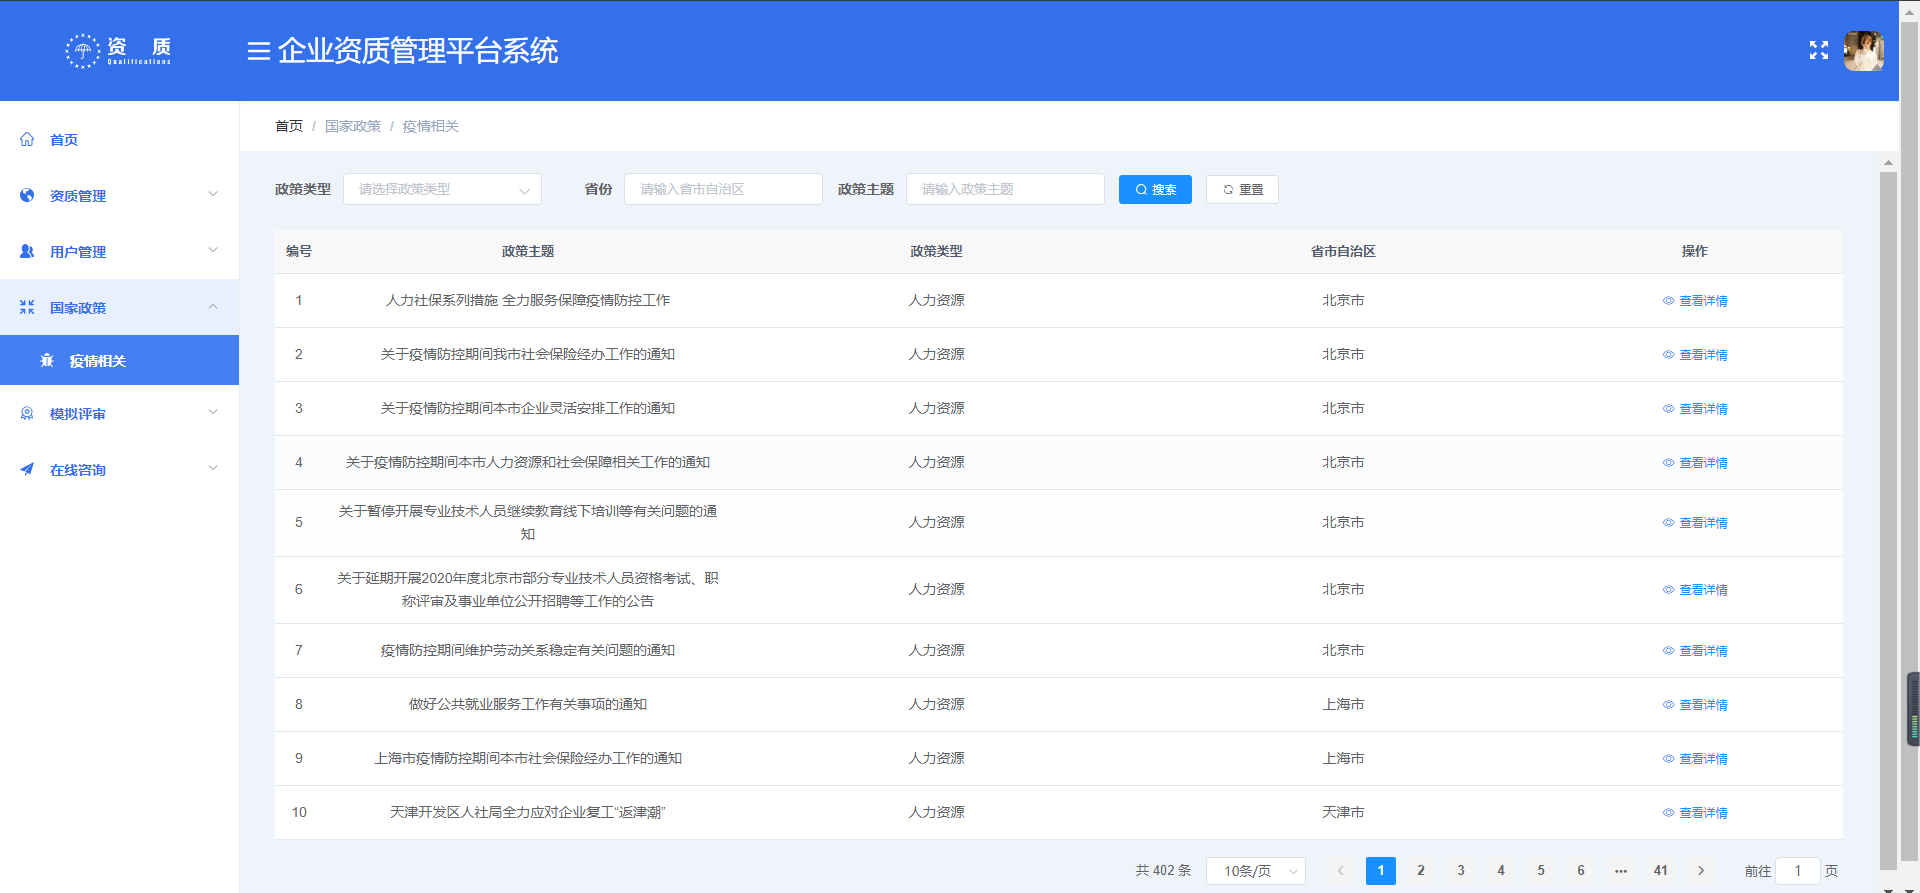 资 质
Qualifications
企业资质管理平台系统
首页
资质管理
用户管理
国家政策
疫情相关
模拟评审
在线咨询
首页 / 国家政策 / 疫情相关
政策类型 请选择政策类型 省份 请输入省市自治区 政策主题 请输入政策主题 搜索 重置
编号 政策主题 政策类型 省市自治区 操作
1 人力社保系列措施 全力服务保障疫情防控工作 人力资源 北京市 查看详情
2 关于疫情防控期间我市社会保险经办工作的通知 人力资源 北京市 查看详情
3 关于疫情防控期间本市企业灵活安排工作的通知 人力资源 北京市 查看详情
4 关于疫情防控期间本市人力资源和社会保障相关工作的通知 人力资源 北京市 查看详情
5 关于暂停开展专业技术人员继续教育线下培训等有关问题的通
知 人力资源 北京市 查看详情
6 关于延期开展2020年度北京市部分专业技术人员资格考试、职
称评审及事业单位公开招聘等工作的公告 人力资源 北京市 查看详情
7 疫情防控期间维护劳动关系稳定有关问题的通知 人力资源 北京市 查看详情
8 做好公共就业服务工作有关事项的通知 人力资源 上海市 查看详情
9 上海市疫情防控期间本市社会保险经办工作的通知 人力资源 上海市 查看详情
10 天津开发区人社局全力应对企业复工“返津潮” 人力资源 天津市 查看详情
共 402 条 10条/页 1 2 3 4 5 6 ••• 41 前往 1 页